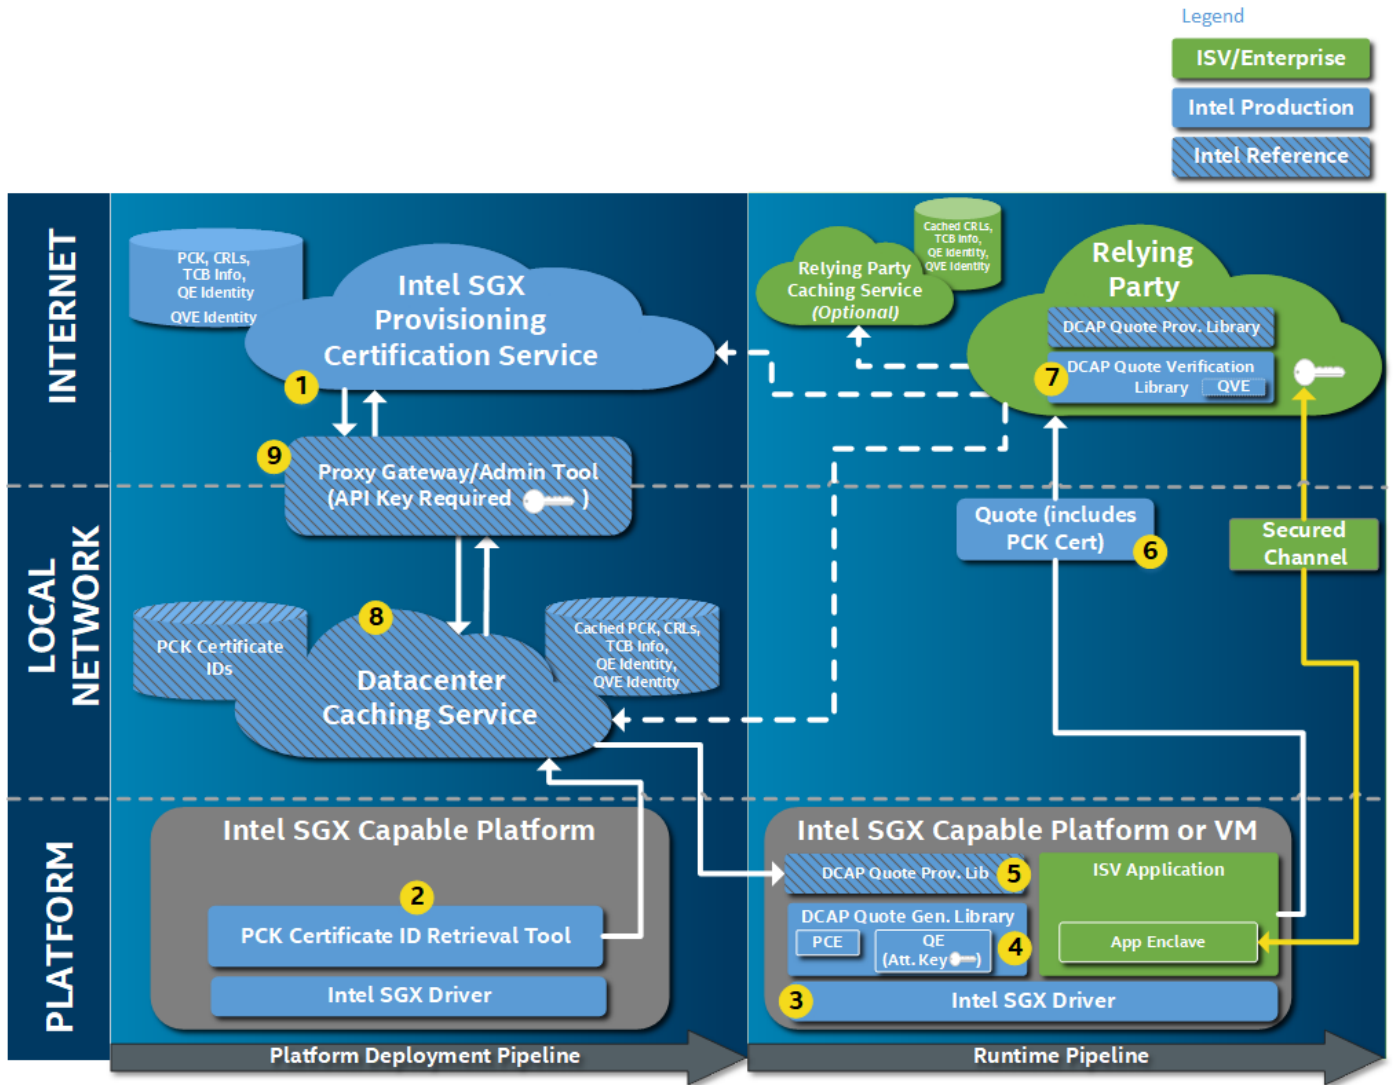 Legend
ISV/Enterprise
Intel Production
Intel Reference
INTERNET
PCK, CRLs,
TCB Info,
QE Identity
QVE Identity
Intel SGX
Provisioning
Certification Service
1
9
Proxy Gateway/Admin Tool
(API Key Required )
Cached CRLs,
TCB Info,
QE Identity,
QVE Identity
Relying Party
Caching Service
(Optional)
Relying
Party
DCAP Quote Prov. Library
7
DCAP Quote Verification
Library
QVE
LOCAL
NETWORK
8
PCK Certificate
IDs
Cached PCK, CRLs,
TCB Info,
QE Identity,
QVE Identity
Datacenter
Caching Service
Quote (includes
PCK Cert)
6
Secured
Channel
PLATFORM
Intel SGX Capable Platform
2
PCK Certificate ID Retrieval Tool
Intel SGX Driver
Intel SGX Capable Platform or VM
DCAP Quote Prov. Lib
5
DCAP Quote Gen. Library
PCE
QE
(Att. Key )
4
ISV Application
App Enclave
3
Intel SGX Driver
Platform Deployment Pipeline
Runtime Pipeline